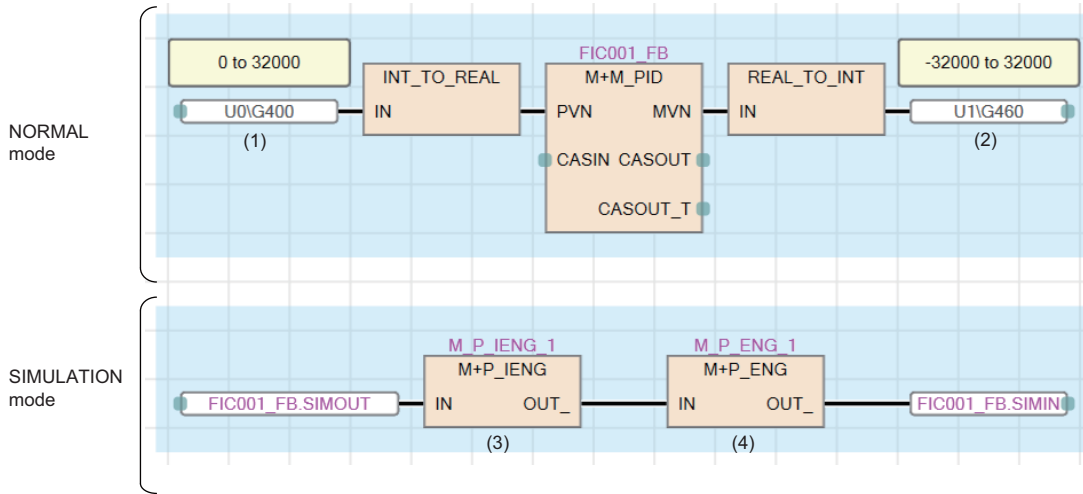 NORMAL
mode
0 to 32000
U0\G400
(1)
INT_TO_REAL
IN
FIC001_FB
M+M_PID
PVN MVN
CASIN CASOUT
CASOUT_T
REAL_TO_INT
IN
-32000 to 32000
U1\G460
(2)
SIMULATION
mode
FIC001_FB.SIMOUT
M_P_IENG_1
M+P_IENG
IN OUT_
(3)
M_P_ENG_1
M+P_ENG
IN OUT_
(4)
FIC001_FB.SIMIN